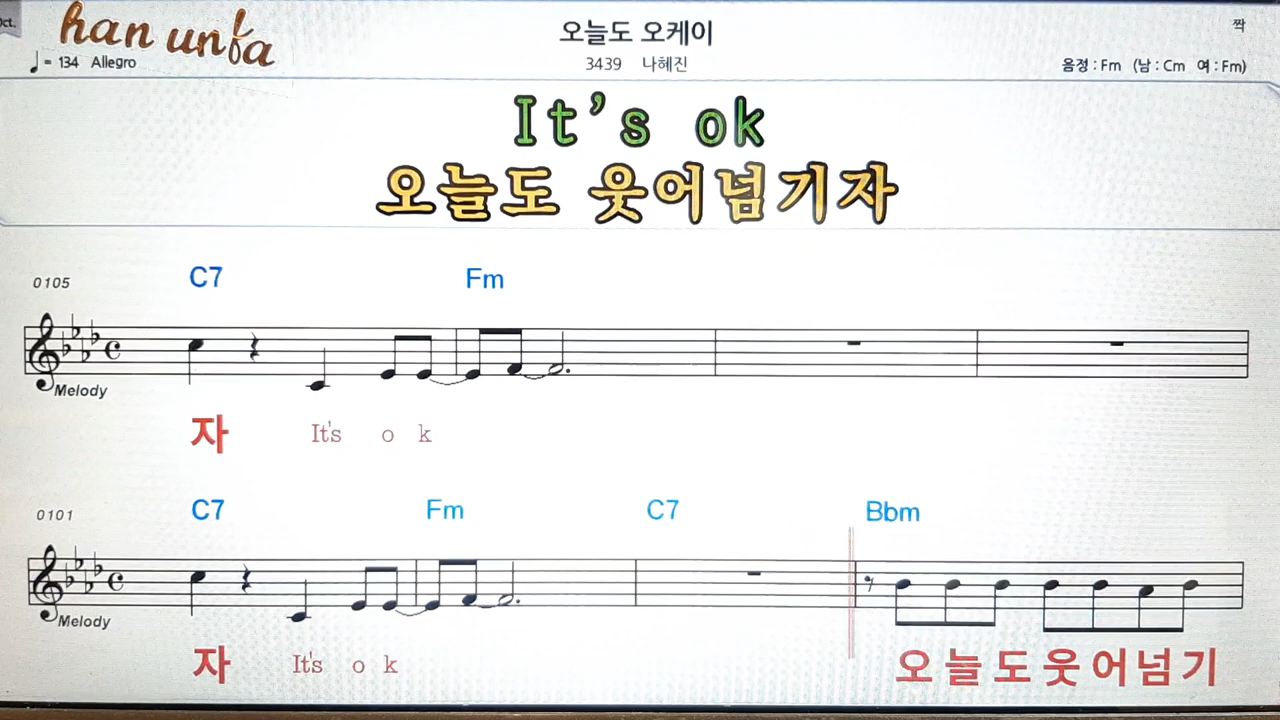 Oct.
han unfa
오늘도 오케이
짝
♩= 134 Allegro
3439 나혜진
음정 : Fm (남 : Cm 여 : Fm)
It's ok
오늘도 웃어넘기자
C7 Fm
0105
Melody
자 It's o k
C7 Fm C7 Bbm
0101
Melody
자 It's o k 오늘도웃어넘기